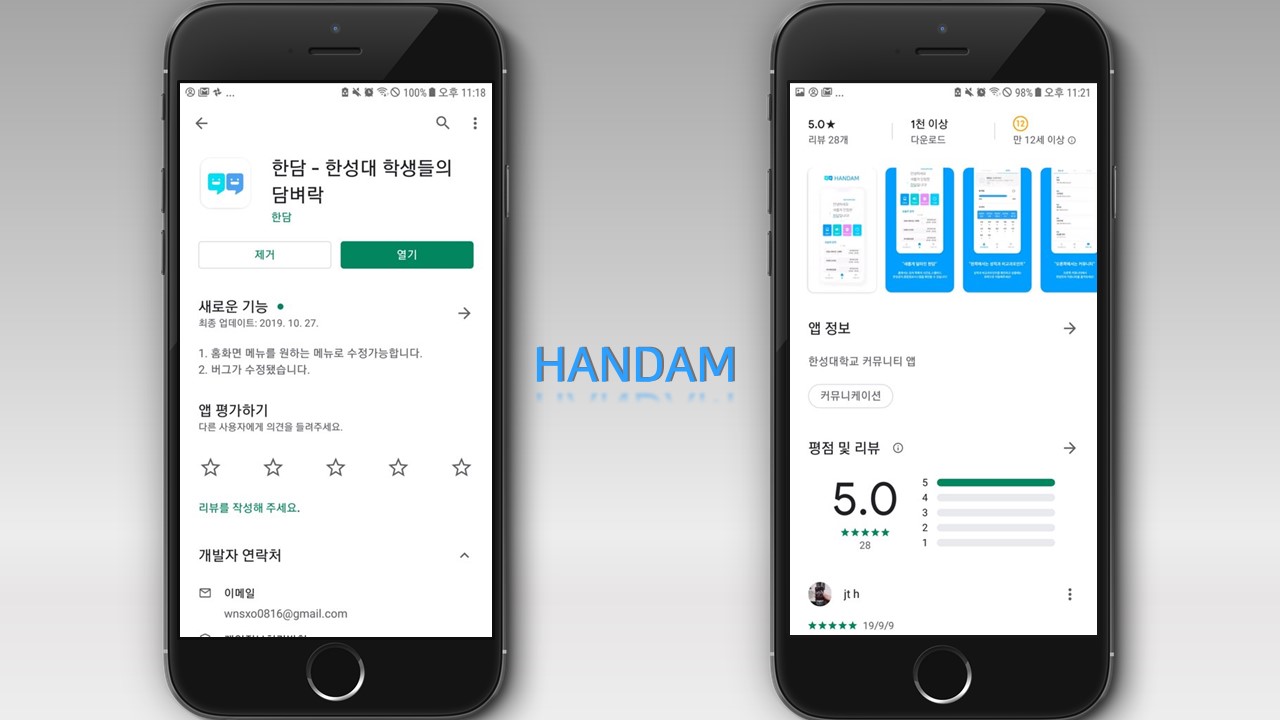 ... 100% 오후 11:18
한담 - 한성대 학생들의
담벼락
한담
제거
열기
새로운 기능
최종 업데이트: 2019. 10. 27.
1. 홈화면 메뉴를 원하는 메뉴로 수정가능합니다.
2. 버그가 수정됐습니다.
앱 평가하기
다른 사용자에게 의견을 들려주세요.
리뷰를 작성해 주세요.
개발자 연락처
이메일
wnsxo0816@gmail.com
HANDAM
... 98% 오후 11:21
5.0★
리뷰 28개
1천 이상
다운로드
12
만 12세 이상
HANDAM
앱 정보
한성대학교 커뮤니티 앱
커뮤니케이션
평점 및 리뷰
5.0
28
5
4
3
2
1
jt h
★★★★★ 19/9/9